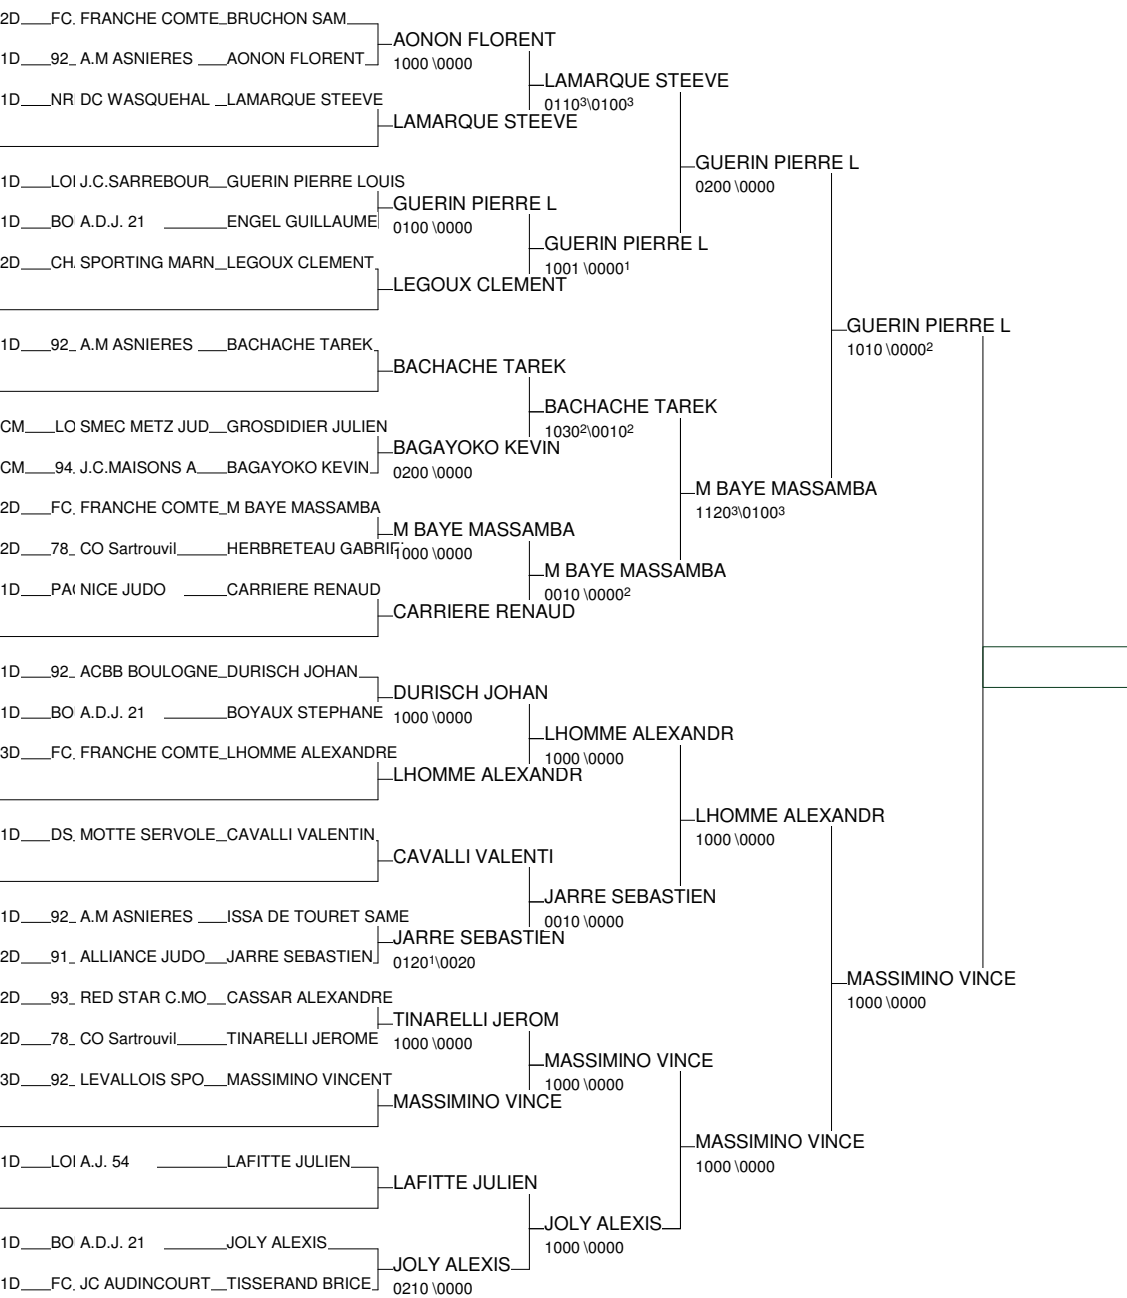 2D FC. FRANCHE COMTE BRUCHON SAM
AONON FLORENT
1D 92 A.M ASNIERES AONON FLORENT
1000 \0000
LAMARQUE STEEVE
1D NR DC WASQUEHAL LAMARQUE STEEVE
0110³\0100³
LAMARQUE STEEVE
GUERIN PIERRE L
0200 \0000
1D LOI J.C.SARREBOUR GUERIN PIERRE LOUIS
GUERIN PIERRE L
1D BO A.D.J. 21 ENGEL GUILLAUME
0100 \0000
GUERIN PIERRE L
1001 \0000¹
2D CH. SPORTING MARN LEGOUX CLEMENT
LEGOUX CLEMENT
GUERIN PIERRE L
1010 \0000²
1D 92 A.M ASNIERES BACHACHE TAREK
BACHACHE TAREK
BACHACHE TAREK
1030²\0010²
CM LO SMEC METZ JUD GROSDIDIER JULIEN
BAGAYOKO KEVIN
CM 94. J.C.MAISONS A BAGAYOKO KEVIN
0200 \0000
M BAYE MASSAMBA
1120³\0100³
2D FC. FRANCHE COMTE M BAYE MASSAMBA
M BAYE MASSAMBA
2D 78 CO Sartrouvil HERBRETEAU GABRIE
1000 \0000
M BAYE MASSAMBA
0010 \0000²
1D PA( NICE JUDO CARRIERE RENAUD
CARRIERE RENAUD
1D 92 ACBB BOULOGNE DURISCH JOHAN
DURISCH JOHAN
1D BO A.D.J. 21 BOYAUX STEPHANE
1000 \0000
LHOMME ALEXANDR
3D FC. FRANCHE COMTE LHOMME ALEXANDRE
1000 \0000
LHOMME ALEXANDR
LHOMME ALEXANDR
1000 \0000
1D DS. MOTTE SERVOLE CAVALLI VALENTIN
CAVALLI VALENTI
JARRE SEBASTIEN
0010 \0000
1D 92 A.M ASNIERES ISSA DE TOURET SAME
JARRE SEBASTIEN
2D 91 ALLIANCE JUDO JARRE SEBASTIEN
0120¹\0020
MASSIMINO VINCE
1000 \0000
2D 93 RED STAR C.MO CASSAR ALEXANDRE
TINARELLI JEROM
2D 78 CO Sartrouvil TINARELLI JEROME
1000 \0000
MASSIMINO VINCE
1000 \0000
3D 92 LEVALLOIS SPO MASSIMINO VINCENT
MASSIMINO VINCE
MASSIMINO VINCE
1000 \0000
1D LOI A.J. 54 LAFITTE JULIEN
LAFITTE JULIEN
JOLY ALEXIS
1000 \0000
1D BO A.D.J. 21 JOLY ALEXIS
JOLY ALEXIS
1D FC. JC AUDINCOURT TISSERAND BRICE
0210 \0000